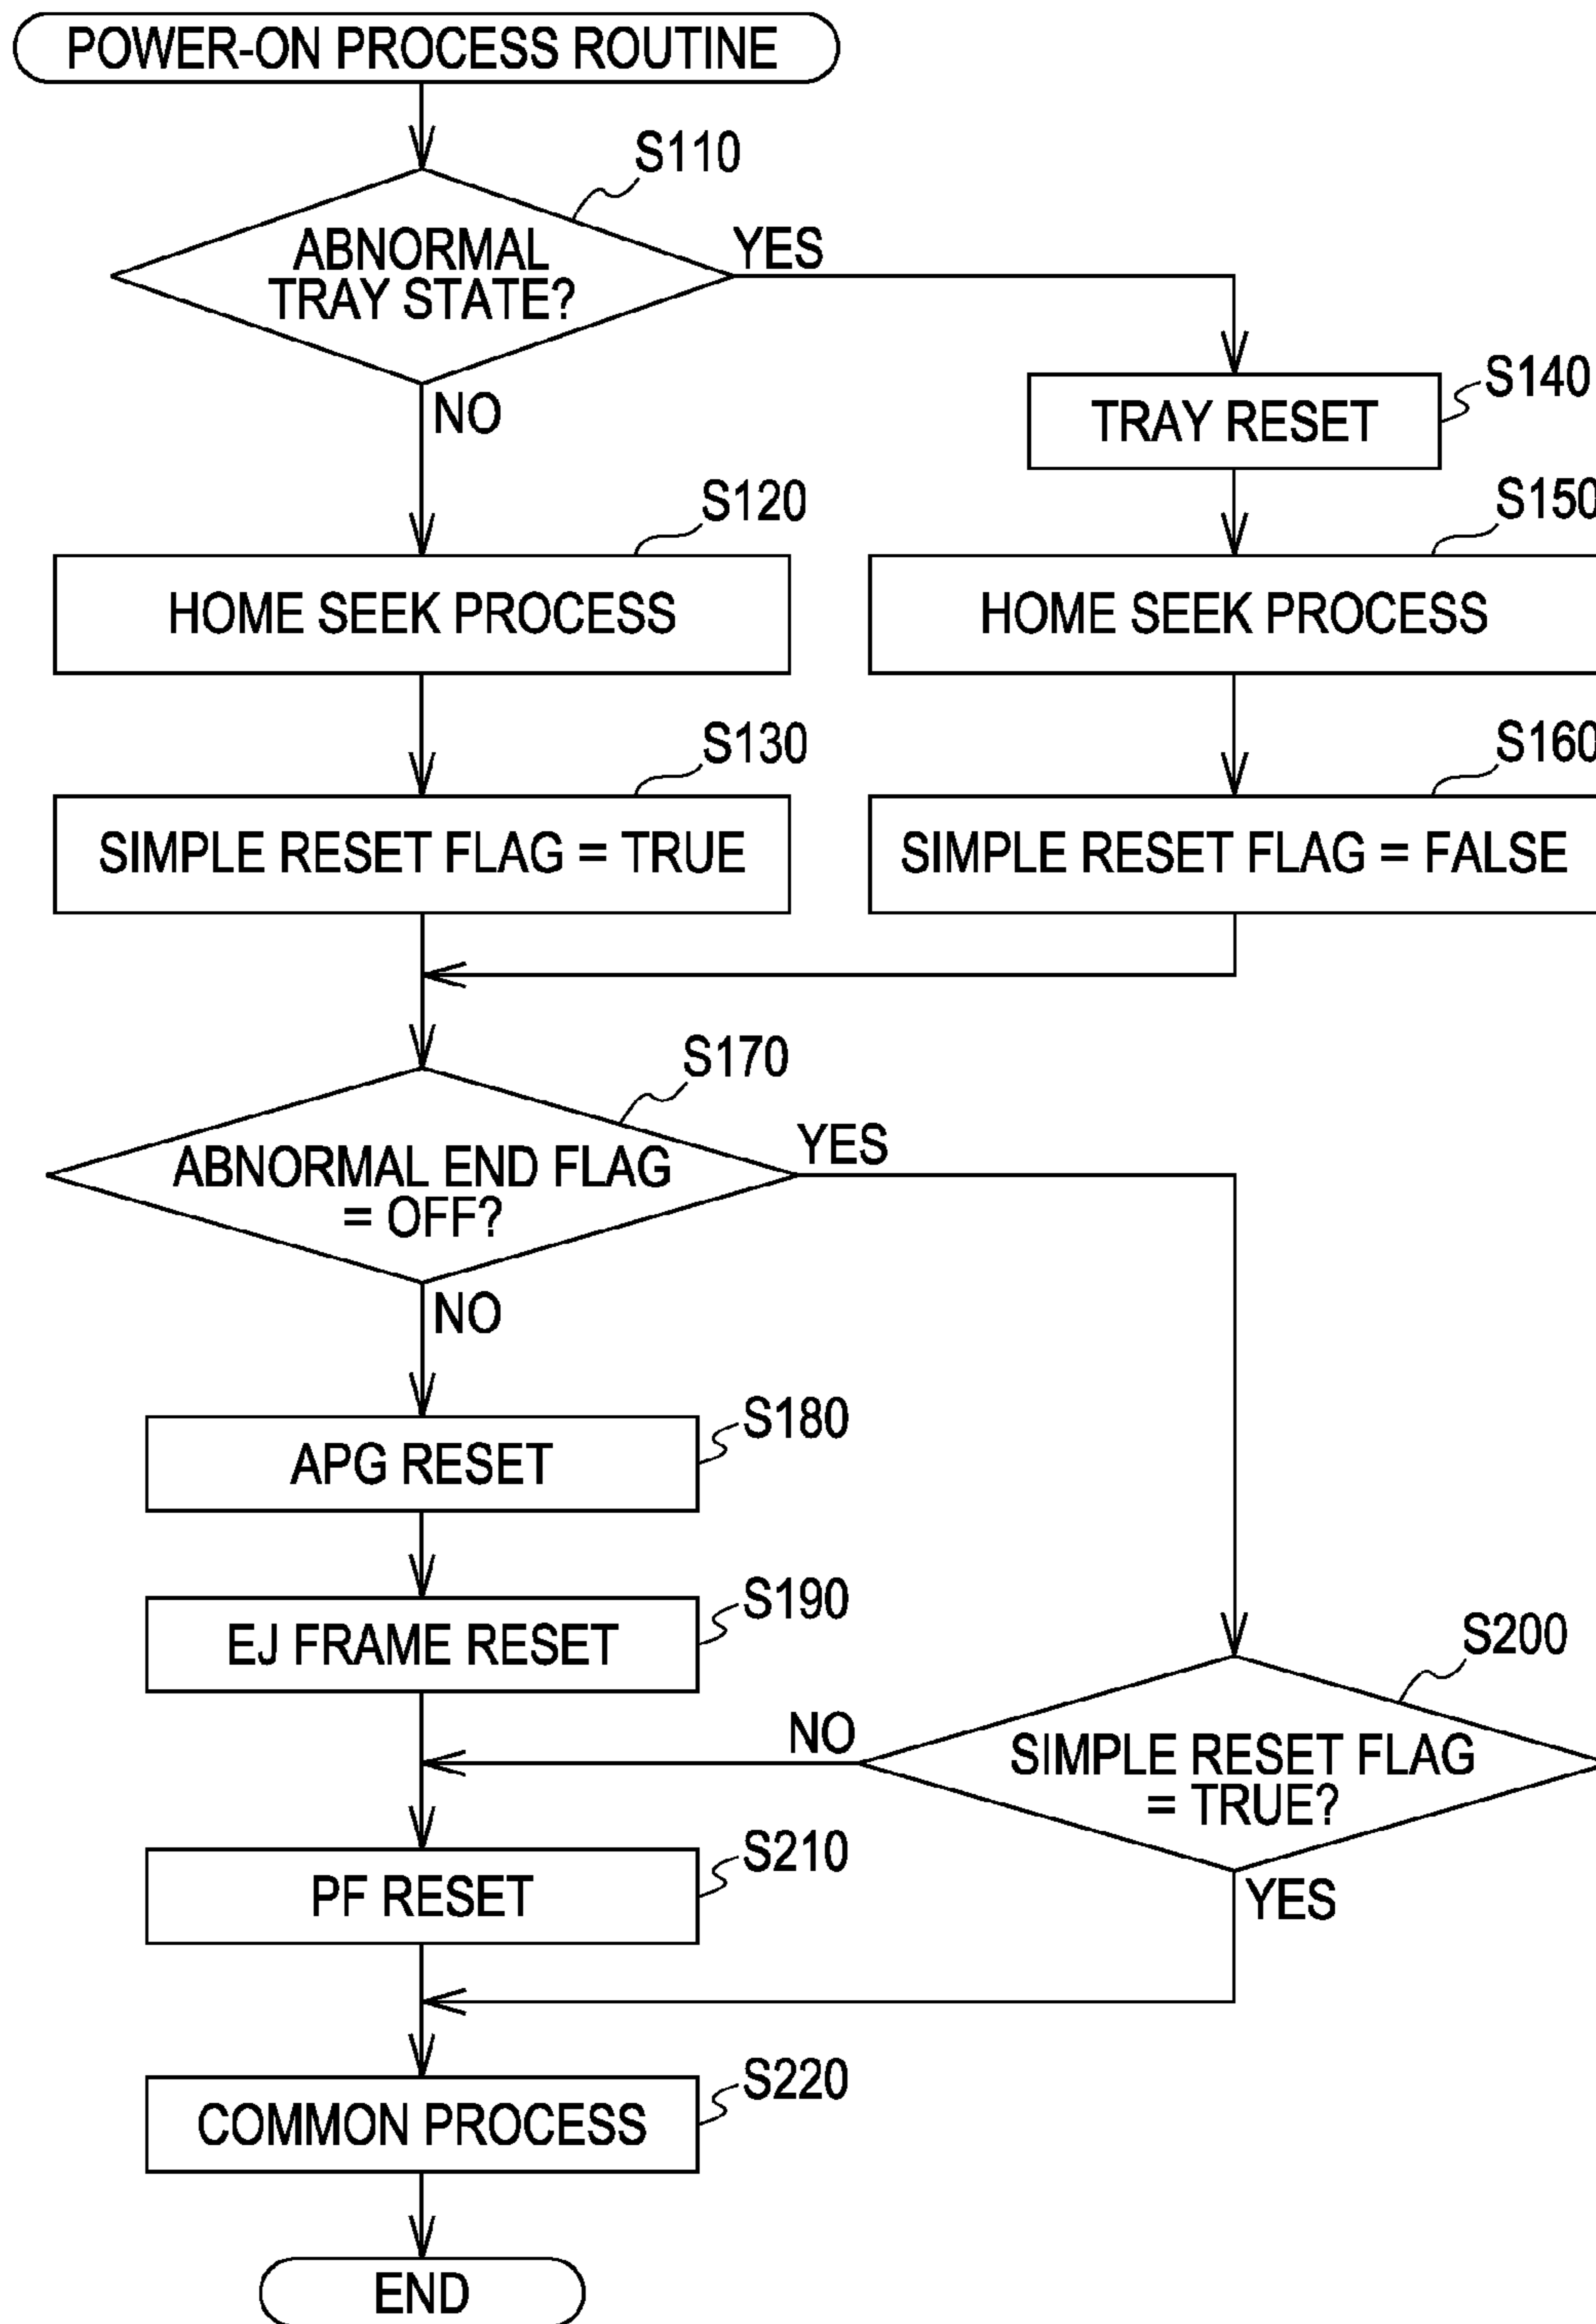 POWER-ON PROCESS ROUTINE
S110
ABNORMAL
TRAY STATE?
YES
NO
S140
TRAY RESET
S120
HOME SEEK PROCESS
S150
HOME SEEK PROCESS
S130
SIMPLE RESET FLAG = TRUE
S160
SIMPLE RESET FLAG = FALSE
S170
ABNORMAL END FLAG
= OFF?
YES
NO
S180
APG RESET
S190
EJ FRAME RESET
S200
SIMPLE RESET FLAG
= TRUE?
NO
YES
S210
PF RESET
S220
COMMON PROCESS
END